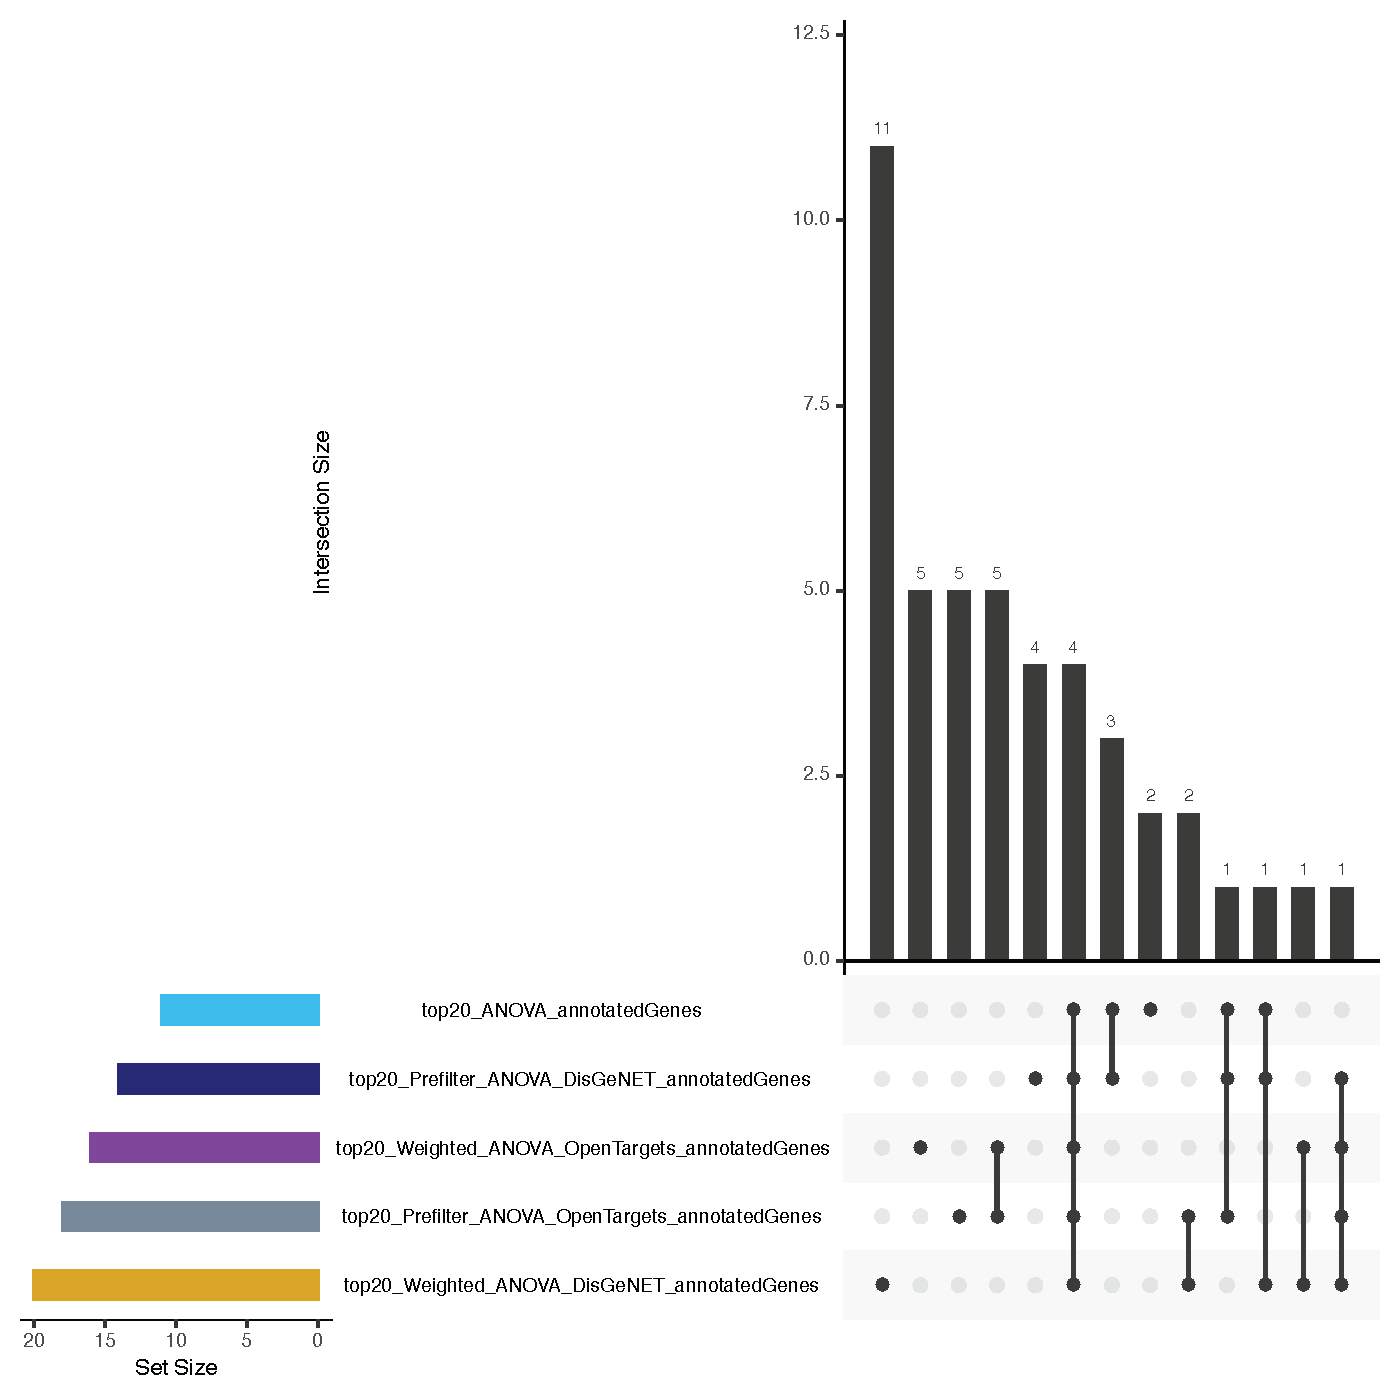 12.5
11
10.0
7.5
Intersection Size
5 5 5
5.0
4 4
3
2.5
2 2
1 1 1 1
0.0
top20_ANOVA_annotatedGenes
top20_Prefilter_ANOVA_DisGeNET_annotatedGenes
top20_Weighted_ANOVA_OpenTargets_annotatedGenes
top20_Prefilter_ANOVA_OpenTargets_annotatedGenes
top20_Weighted_ANOVA_DisGeNET_annotatedGenes
20 15 10 5 0
Set Size